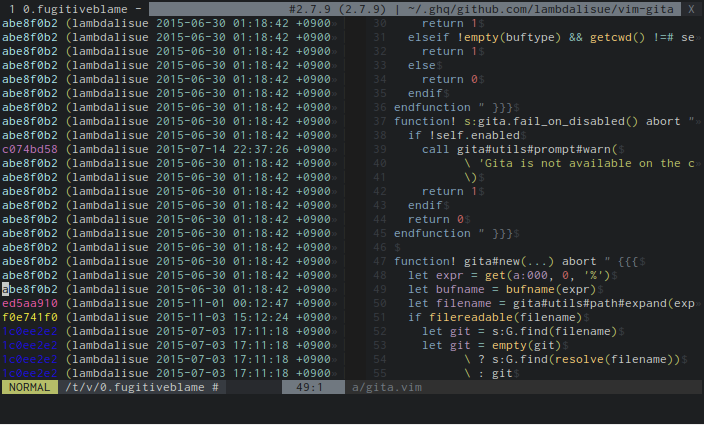 1 0.fugitiveblame - #2.7.9 (2.7.9) | ~/.ghq/github.com/lambdalisue/vim-gita X
abe8f0b2 (lambdalisue 2015-06-30 01:18:42 +0900
abe8f0b2 (lambdalisue 2015-06-30 01:18:42 +0900
abe8f0b2 (lambdalisue 2015-06-30 01:18:42 +0900
abe8f0b2 (lambdalisue 2015-06-30 01:18:42 +0900
abe8f0b2 (lambdalisue 2015-06-30 01:18:42 +0900
abe8f0b2 (lambdalisue 2015-06-30 01:18:42 +0900
abe8f0b2 (lambdalisue 2015-06-30 01:18:42 +0900
abe8f0b2 (lambdalisue 2015-06-30 01:18:42 +0900
abe8f0b2 (lambdalisue 2015-06-30 01:18:42 +0900
c074bd58 (lambdalisue 2015-07-14 22:37:26 +0900
abe8f0b2 (lambdalisue 2015-06-30 01:18:42 +0900
abe8f0b2 (lambdalisue 2015-06-30 01:18:42 +0900
abe8f0b2 (lambdalisue 2015-06-30 01:18:42 +0900
abe8f0b2 (lambdalisue 2015-06-30 01:18:42 +0900
abe8f0b2 (lambdalisue 2015-06-30 01:18:42 +0900
abe8f0b2 (lambdalisue 2015-06-30 01:18:42 +0900
abe8f0b2 (lambdalisue 2015-06-30 01:18:42 +0900
abe8f0b2 (lambdalisue 2015-06-30 01:18:42 +0900
abe8f0b2 (lambdalisue 2015-06-30 01:18:42 +0900
abe8f0b2 (lambdalisue 2015-06-30 01:18:42 +0900
ed5aa910 (lambdalisue 2015-11-01 00:12:47 +0900
f0e741f0 (lambdalisue 2015-11-03 15:12:24 +0900
1c0ee2e2 (lambdalisue 2015-07-03 17:11:18 +0900
1c0ee2e2 (lambdalisue 2015-07-03 17:11:18 +0900
1c0ee2e2 (lambdalisue 2015-07-03 17:11:18 +0900
1c0ee2e2 (lambdalisue 2015-07-03 17:11:18 +0900
30 return 1$
31 elseif !empty(buftype) && getcwd() !=# se
32 return 1$
33 else$
34 return 0$
35 endif$
36 endfunction " }}}$
37 function! s:gita.fail_on_disabled() abort "
38 if !self.enabled$
39 call gita#utils#prompt#warn($
40 \ 'Gita is not available on the c
41 \)$
42 return 1$
43 endif$
44 return 0$
45 endfunction " }}}$
46 $
47 function! gita#new(...) abort " {{{$
48 let expr = get(a:000, 0, '%')$
49 let bufname = bufname(expr)$
50 let filename = gita#utils#path#expand(exp
51 if filereadable(filename)$
52 let git = s:G.find(filename)$
53 let git = empty(git)$
54 \ ? s:G.find(resolve(filename))$
55 \ : git$
NORMAL /t/v/0.fugitiveblame # 49:1 a/gita.vim